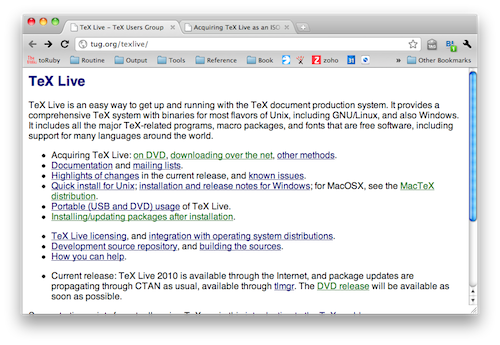 TeX Live – TeX Users Group
Acquiring TeX Live as an ISO
tug.org/texlive/
toRuby Routine Output Tools Reference Book zoho » Other Bookmarks
TeX Live
TeX Live is an easy way to get up and running with the TeX document production system. It provides a
comprehensive TeX system with binaries for most flavors of Unix, including GNU/Linux, and also Windows.
It includes all the major TeX-related programs, macro packages, and fonts that are free software, including
support for many languages around the world.
• Acquiring TeX Live: on DVD, downloading over the net, other methods.
• Documentation and mailing lists.
• Highlights of changes in the current release, and known issues.
• Quick install for Unix; installation and release notes for Windows; for MacOSX, see the MacTeX
distribution.
• Portable (USB and DVD) usage of TeX Live.
• Installing/updating packages after installation.
• TeX Live licensing, and integration with operating system distributions.
• Development source repository, and building the sources.
• How you can help.
• Current release: TeX Live 2010 is available through the Internet, and package updates are
propagating through CTAN as usual, available through tlmgr. The DVD release will be available as
soon as possible.